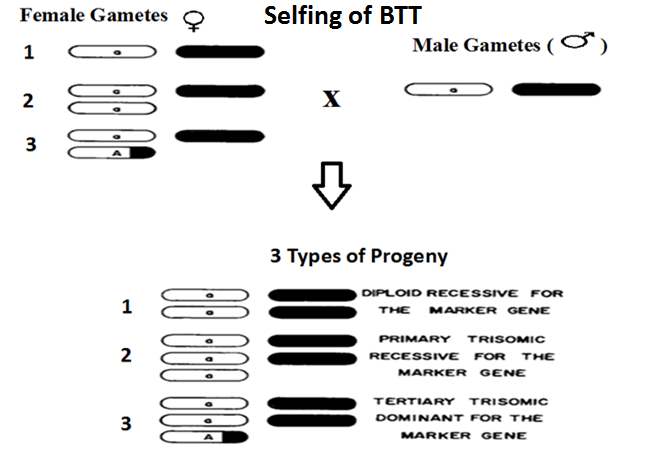 Selfing of BTT
Female Gametes ♀
Male Gametes ( ♂ )
1
a
2
a
a
X
a
3
a
A
3 Types of Progeny
1
a
a
DIPLOID RECESSIVE FOR
THE MARKER GENE
2
a
a
a
PRIMARY TRISOMIC
RECESSIVE FOR THE
MARKER GENE
3
a
a
A
TERTIARY TRISOMIC
DOMINANT FOR THE
MARKER GENE